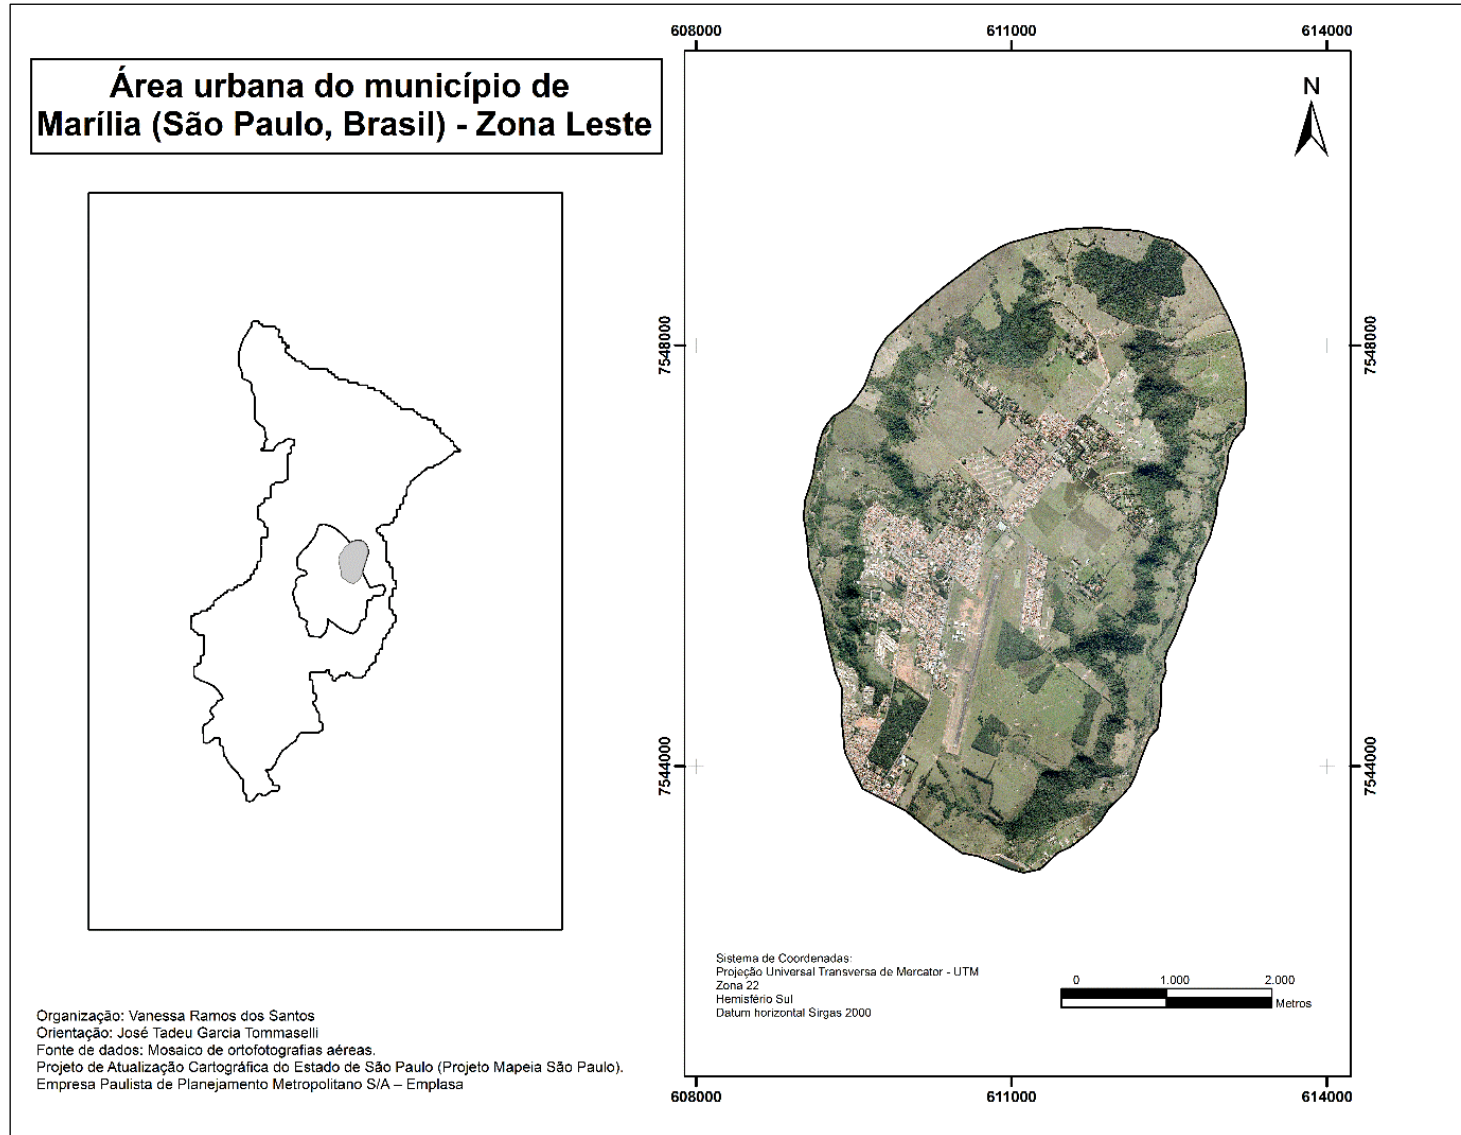 Área urbana do município de
Marília (São Paulo, Brasil) - Zona Leste
608000
611000
614000
N
7548000
7548000
7544000
7544000
Sistema de Coordenadas:
Projeção Universal Transversa de Mercator - UTM
Zona 22
Hemisfério Sul
Datum horizontal Sirgas 2000
0
1.000
2.000
Metros
608000
611000
614000
Organização: Vanessa Ramos dos Santos
Orientação: José Tadeu Garcia Tommaselli
Fonte de dados: Mosaico de ortofotografias aéreas.
Projeto de Atualização Cartográfica do Estado de São Paulo (Projeto Mapeia São Paulo).
Empresa Paulista de Planejamento Metropolitano S/A – Emplasa